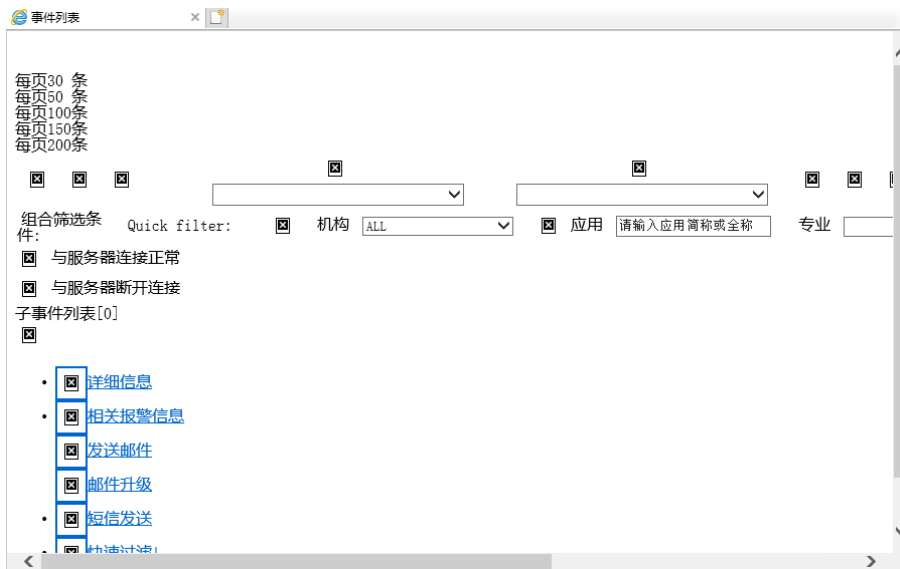 事件列表
每页30 条
每页50 条
每页100条
每页150条
每页200条
组合筛选条件: Quick filter: 机构 ALL 应用 请输入应用简称或全称 专业
与服务器连接正常
与服务器断开连接
子事件列表[0]
详细信息
相关报警信息
发送邮件
邮件升级
短信发送
快速过滤!